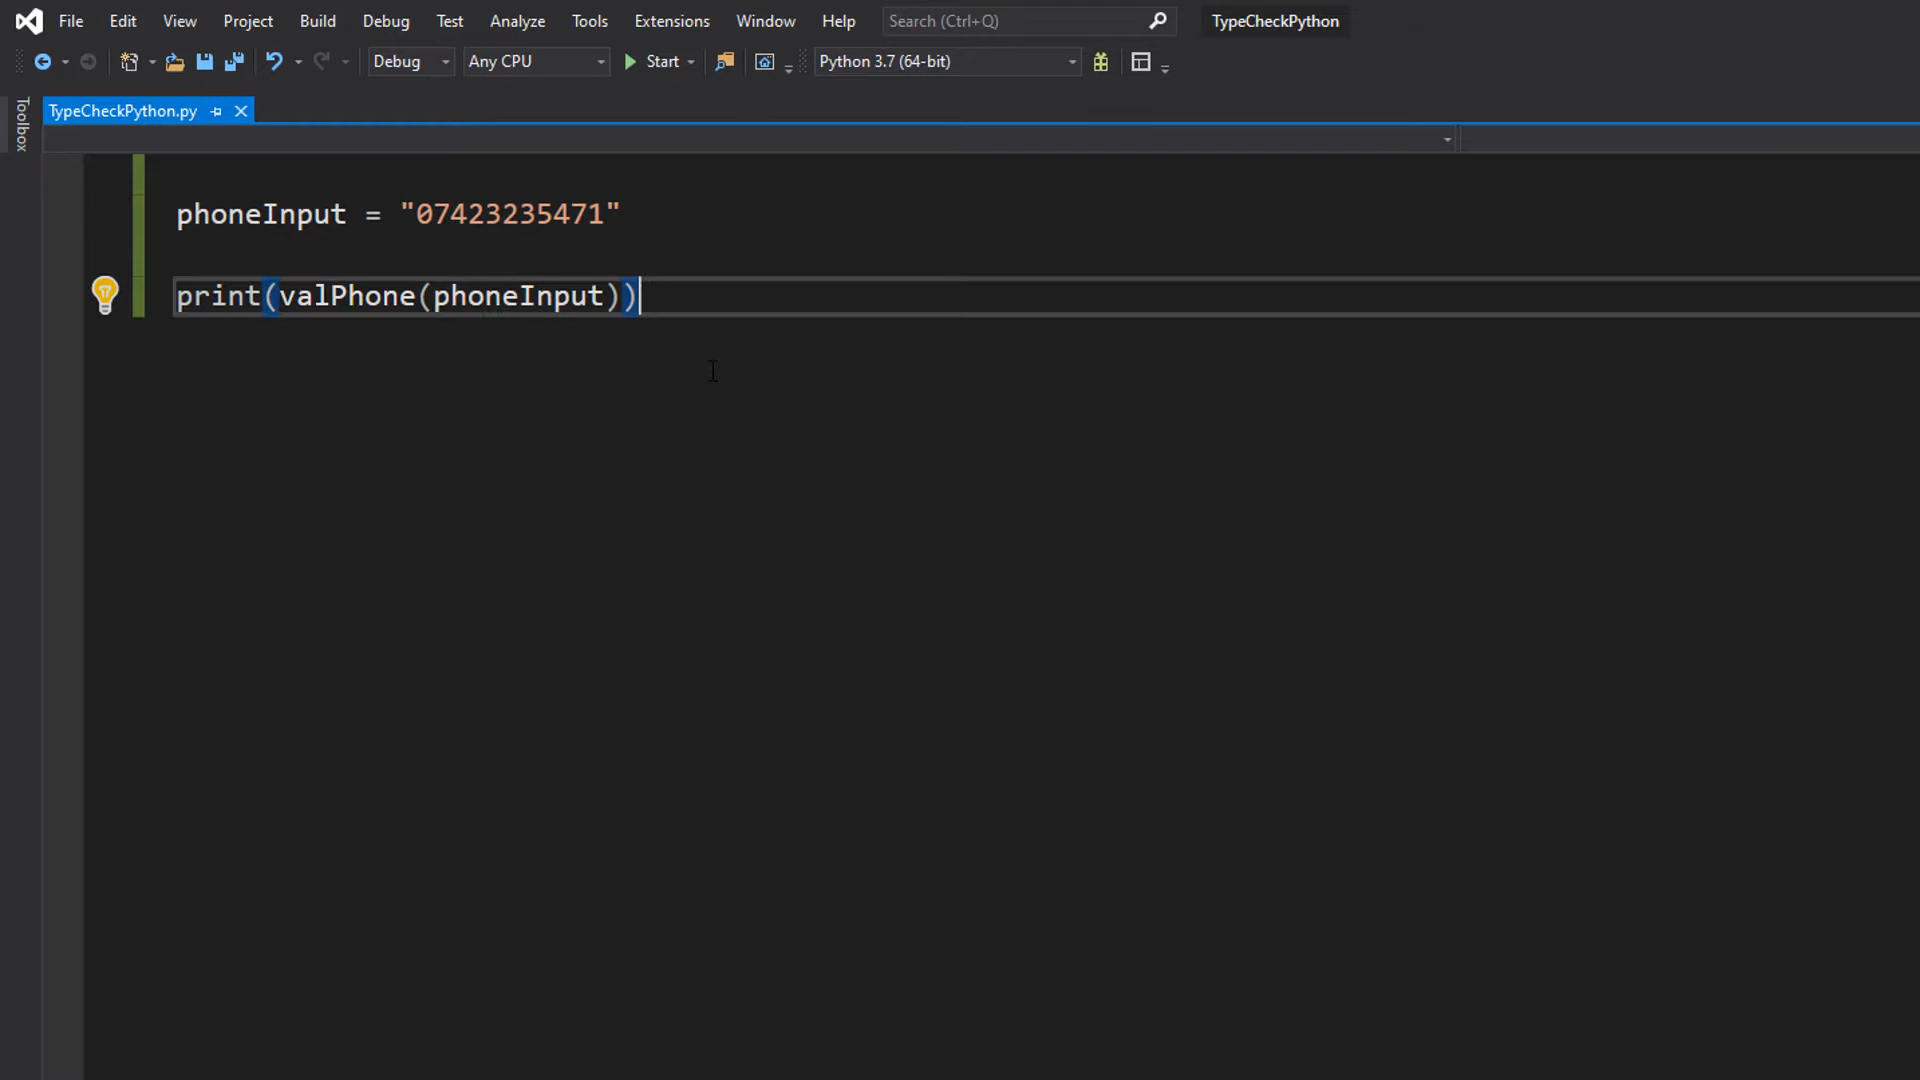 File Edit View Project Build Debug Test Analyze Tools Extensions Window Help Search (Ctrl+Q) TypeCheckPython
Debug Any CPU Start Python 3.7 (64-bit)
Toolbox
TypeCheckPython.py
phoneInput = "07423235471"
print(valPhone(phoneInput))